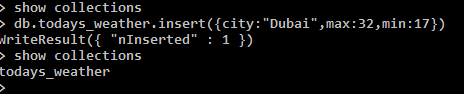 > show collections
> db.todays_weather.insert({city:"Dubai",max:32,min:17})
WriteResult({ "nInserted" : 1 })
> show collections
todays_weather
>